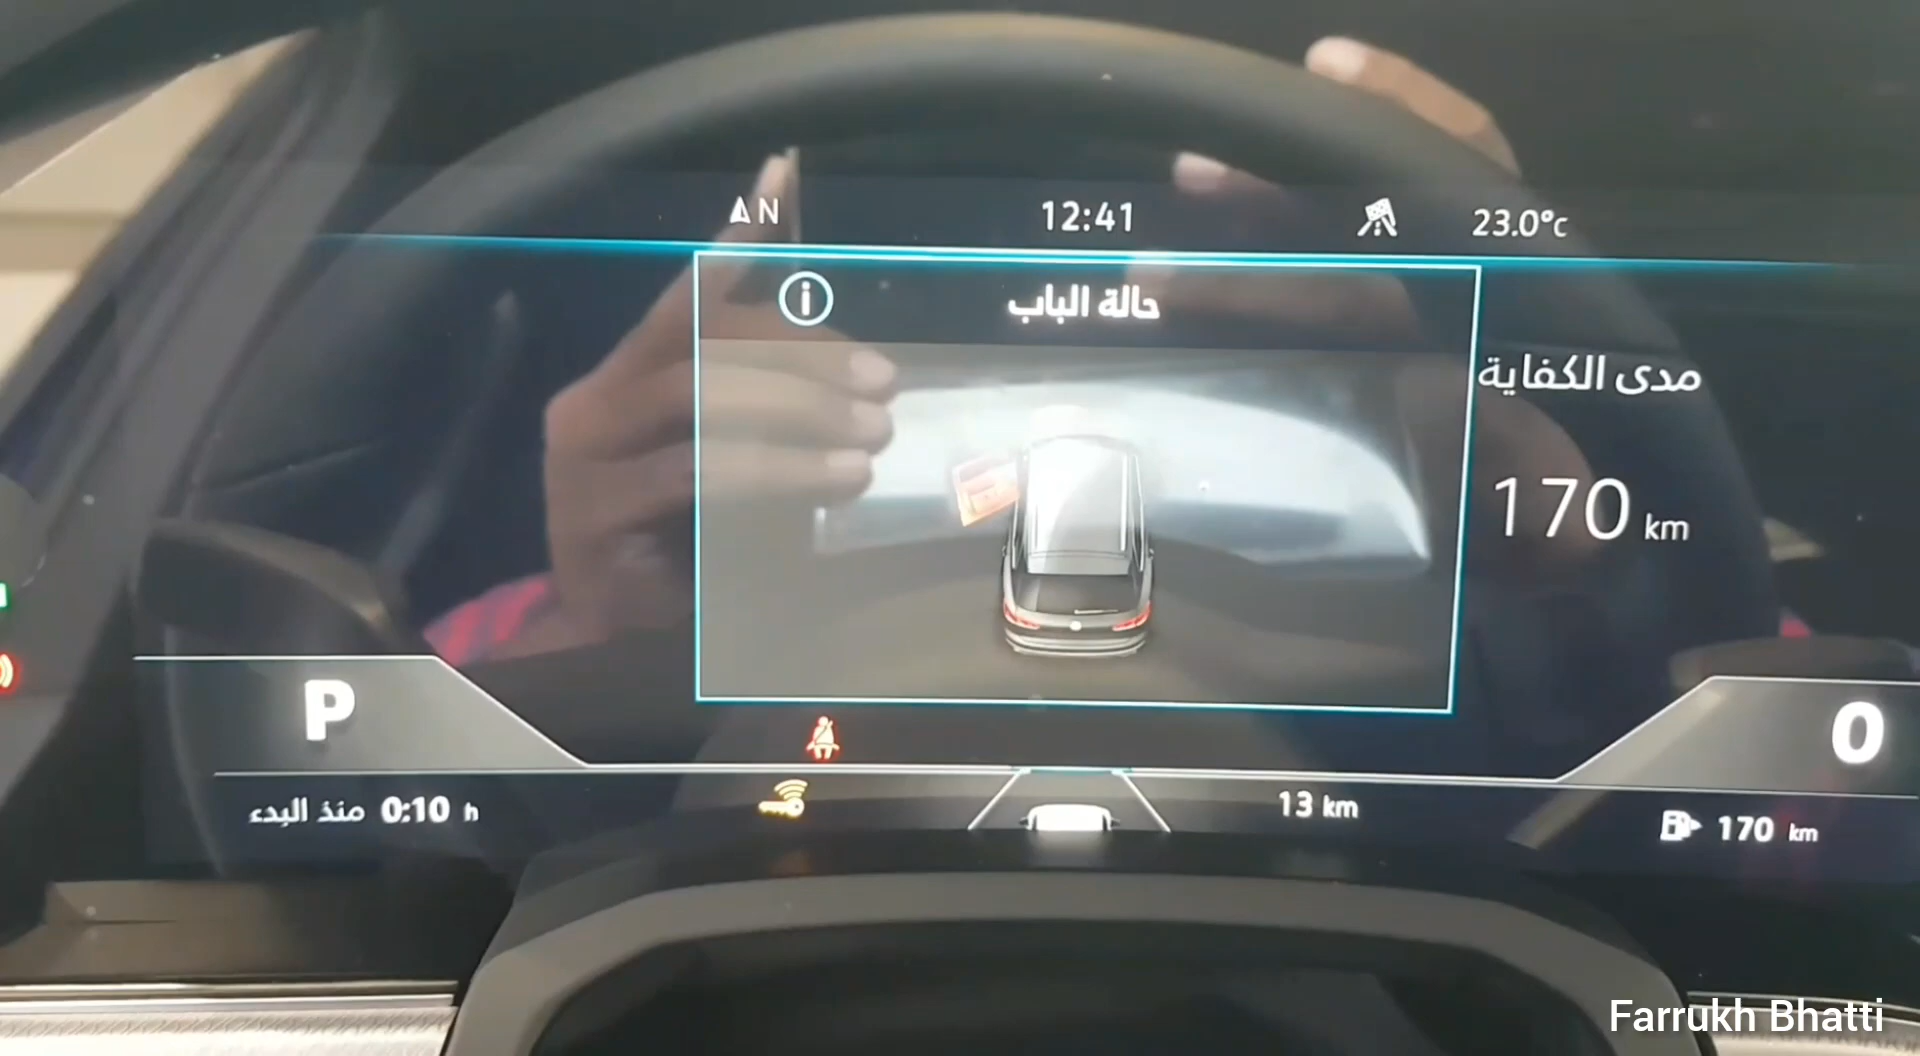 N
12:41
23.0°c
حالة الباب
مدى الكفاية
170 km
P
0
منذ البدء 0:10 h
13 km
170 km
Farrukh Bhatti